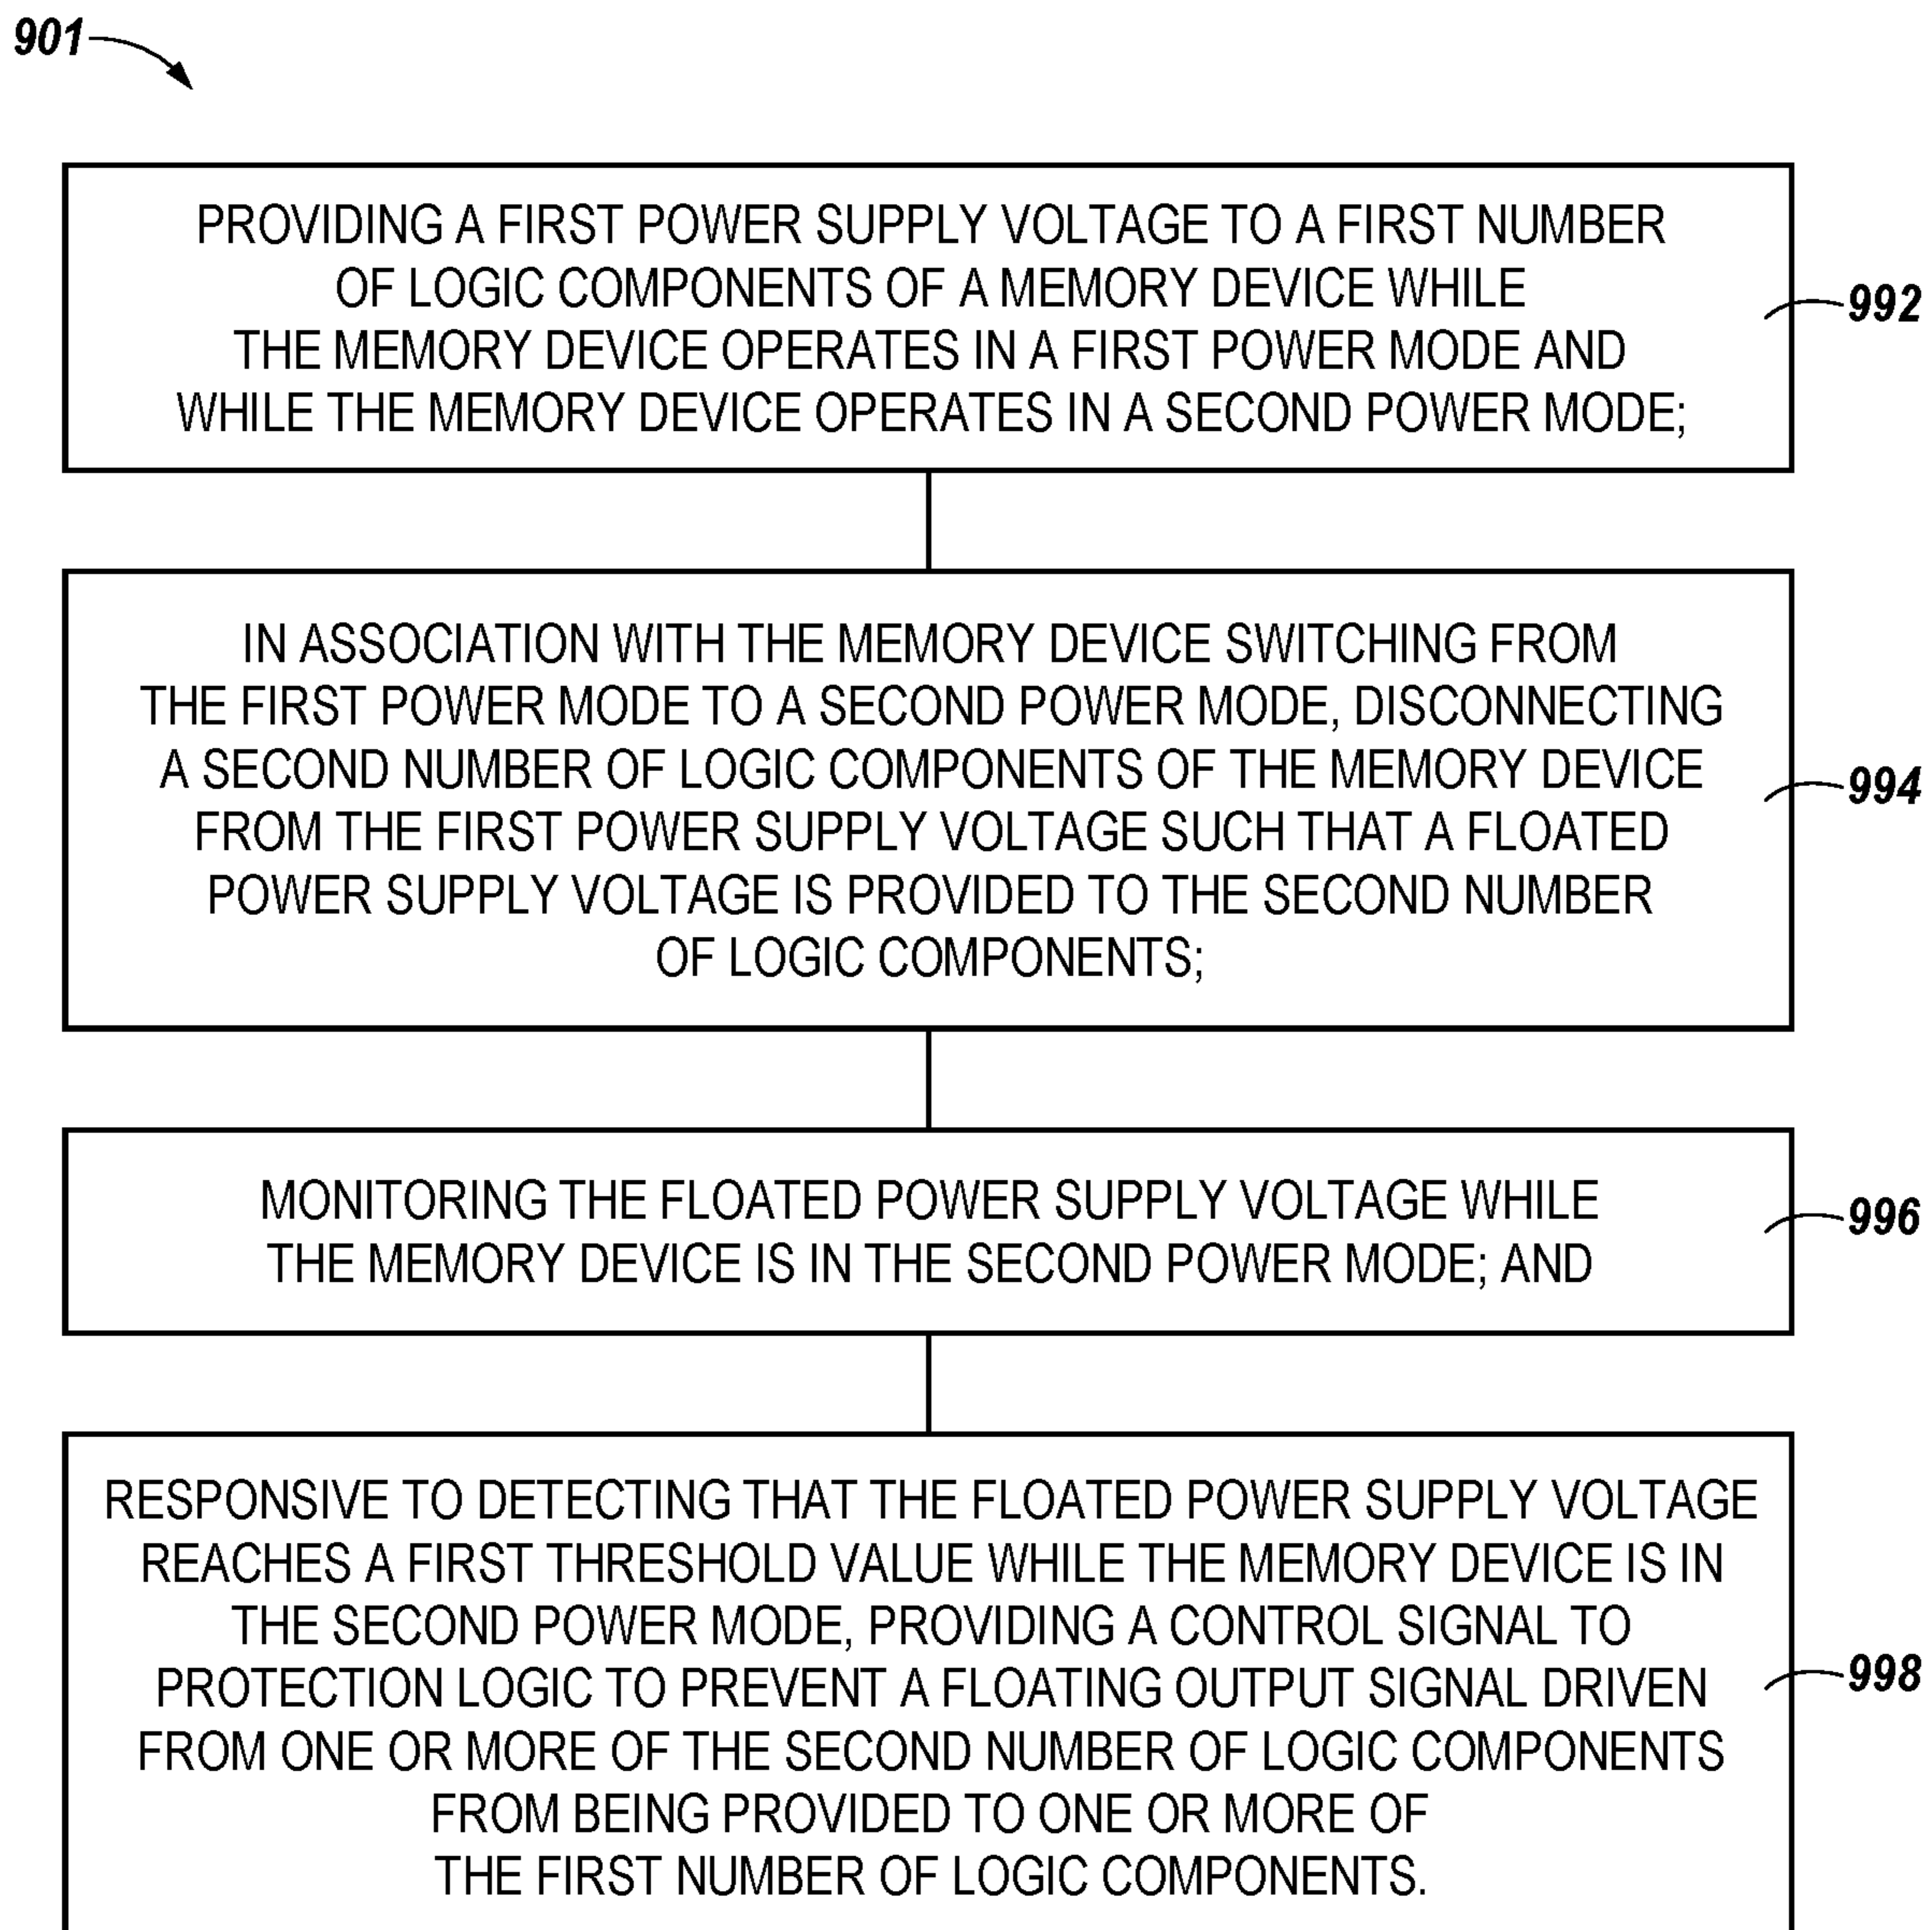 901
PROVIDING A FIRST POWER SUPPLY VOLTAGE TO A FIRST NUMBER
OF LOGIC COMPONENTS OF A MEMORY DEVICE WHILE
THE MEMORY DEVICE OPERATES IN A FIRST POWER MODE AND
WHILE THE MEMORY DEVICE OPERATES IN A SECOND POWER MODE;
992
IN ASSOCIATION WITH THE MEMORY DEVICE SWITCHING FROM
THE FIRST POWER MODE TO A SECOND POWER MODE, DISCONNECTING
A SECOND NUMBER OF LOGIC COMPONENTS OF THE MEMORY DEVICE
FROM THE FIRST POWER SUPPLY VOLTAGE SUCH THAT A FLOATED
POWER SUPPLY VOLTAGE IS PROVIDED TO THE SECOND NUMBER
OF LOGIC COMPONENTS;
994
MONITORING THE FLOATED POWER SUPPLY VOLTAGE WHILE
THE MEMORY DEVICE IS IN THE SECOND POWER MODE; AND
996
RESPONSIVE TO DETECTING THAT THE FLOATED POWER SUPPLY VOLTAGE
REACHES A FIRST THRESHOLD VALUE WHILE THE MEMORY DEVICE IS IN
THE SECOND POWER MODE, PROVIDING A CONTROL SIGNAL TO
PROTECTION LOGIC TO PREVENT A FLOATING OUTPUT SIGNAL DRIVEN
FROM ONE OR MORE OF THE SECOND NUMBER OF LOGIC COMPONENTS
FROM BEING PROVIDED TO ONE OR MORE OF
THE FIRST NUMBER OF LOGIC COMPONENTS.
998